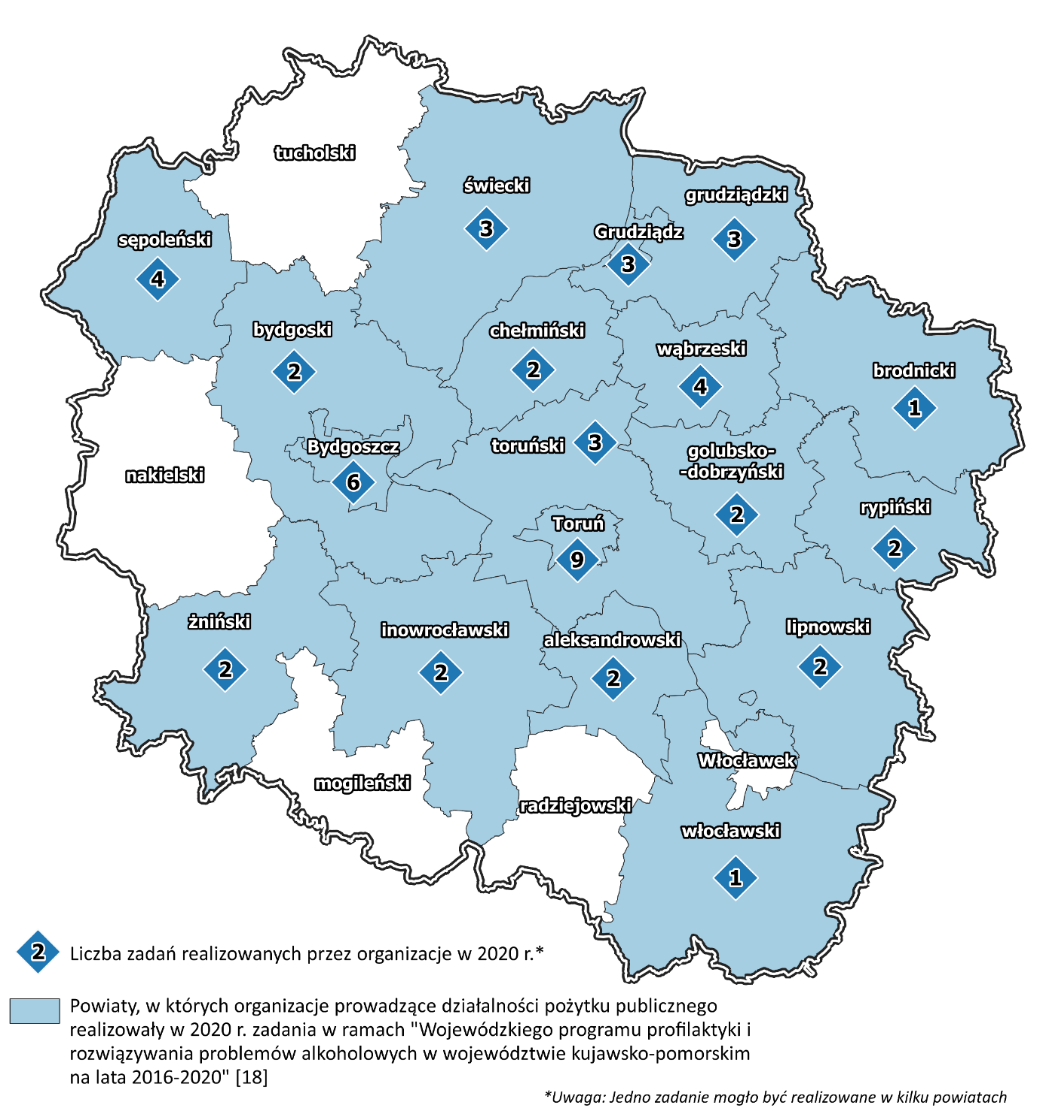 tucholski
świecki
3
grudziądzki
3
Grudziądz
3
sępoleński
4
bydgoski
2
chełmiński
2
wąbrzeski
4
brodnicki
1
Bydgoszcz
6
toruński 3
golubsko-
-dobrzyński
2
nakielski
rypiński
2
Toruń
9
żniński
2
inowrocławski
2
aleksandrowski
2
lipnowski
2
Włocławek
mogileński
radziejowski
włocławski
1
2 Liczba zadań realizowanych przez organizacje w 2020 r.*
Powiaty, w których organizacje prowadzące działalności pożytku publicznego
realizowały w 2020 r. zadania w ramach "Wojewódzkiego programu profilaktyki i
rozwiązywania problemów alkoholowych w województwie kujawsko-pomorskim
na lata 2016-2020" [18]
*Uwaga: Jedno zadanie mogło być realizowane w kilku powiatach